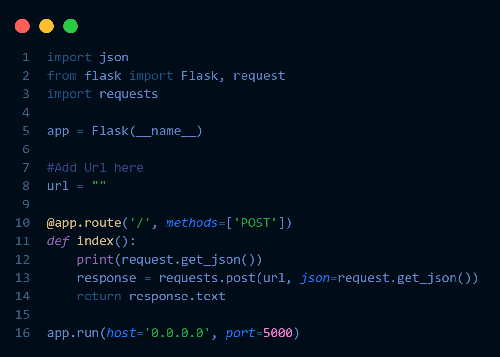 1 import json
2 from flask import Flask, request
3 import requests
4
5 app = Flask(__name__)
6
7 #Add Url here
8 url = ""
9
10 @app.route('/', methods=['POST'])
11 def index():
12     print(request.get_json())
13     response = requests.post(url, json=request.get_json())
14     return response.text
15
16 app.run(host='0.0.0.0', port=5000)